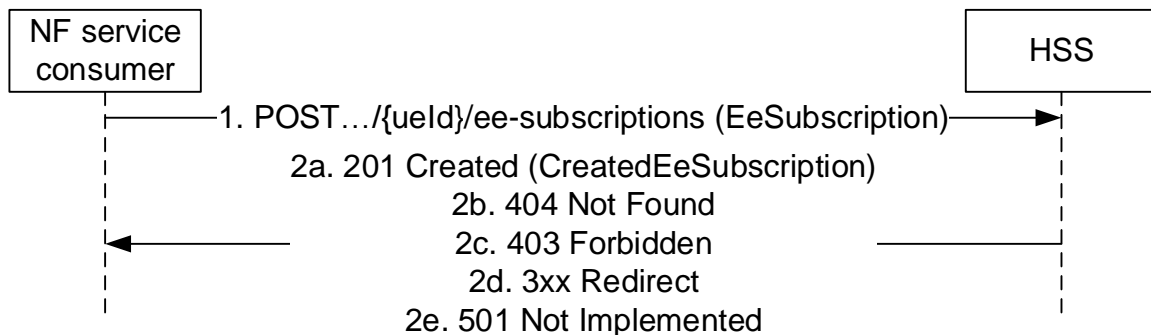 NF service
consumer
HSS
1. POST…/{ueId}/ee-subscriptions (EeSubscription)
2a. 201 Created (CreatedEeSubscription)
2b. 404 Not Found
2c. 403 Forbidden
2d. 3xx Redirect
2e. 501 Not Implemented